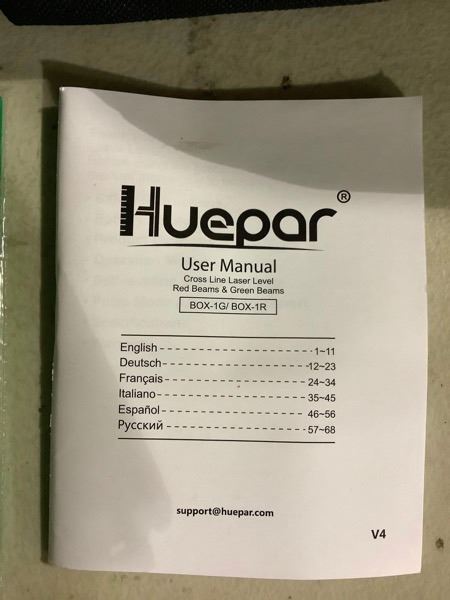 Huepar®
User Manual
Cross Line Laser Level
Red Beams & Green Beams
BOX-1G/ BOX-1R
English - - - - - - - - - - - - - - - - - - - 1~11
Deutsch - - - - - - - - - - - - - - - - - - 12~23
Français - - - - - - - - - - - - - - - - - - 24~34
Italiano - - - - - - - - - - - - - - - - - - - 35~45
Español - - - - - - - - - - - - - - - - - - 46~56
Русский - - - - - - - - - - - - - - - - - - 57~68
support@huepar.com
V4